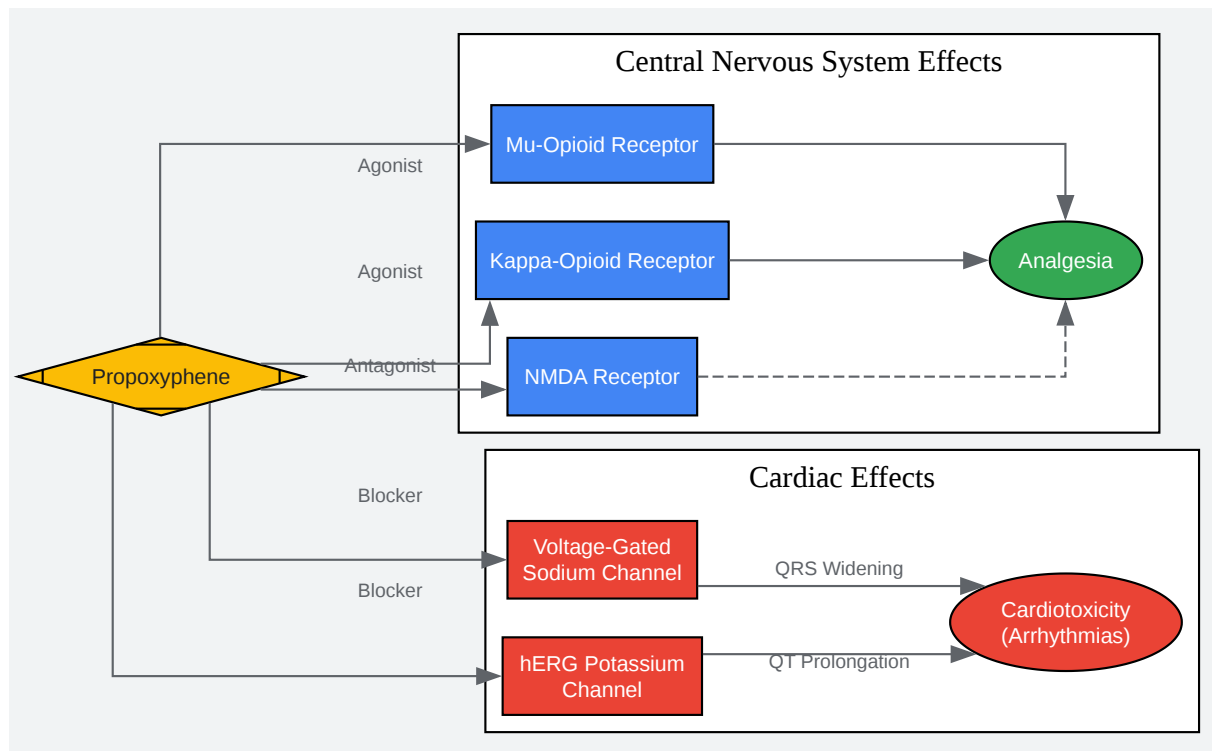 Central Nervous System Effects
Mu-Opioid Receptor
Agonist
Kappa-Opioid Receptor
Analgesia
Agonist
Antagonist
Propoxyphene
NMDA Receptor
Cardiac Effects
Blocker
Voltage-Gated
Sodium Channel
QRS Widening
Blocker
Cardiotoxicity
(Arrhythmias)
hERG Potassium
Channel
QT Prolongation